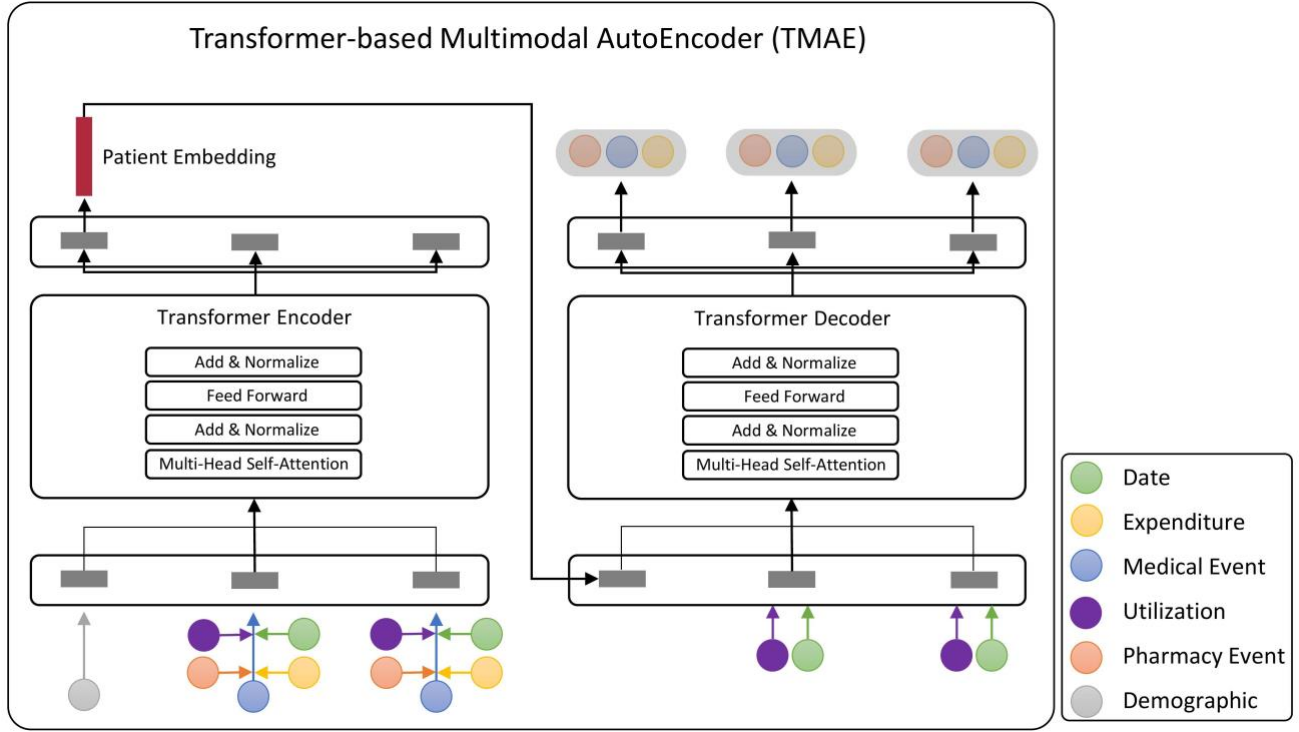 Transformer-based Multimodal AutoEncoder (TMAE)
Patient Embedding
Transformer Encoder
Add & Normalize
Feed Forward
Add & Normalize
Multi-Head Self-Attention
Transformer Decoder
Add & Normalize
Feed Forward
Add & Normalize
Multi-Head Self-Attention
Date
Expenditure
Medical Event
Utilization
Pharmacy Event
Demographic